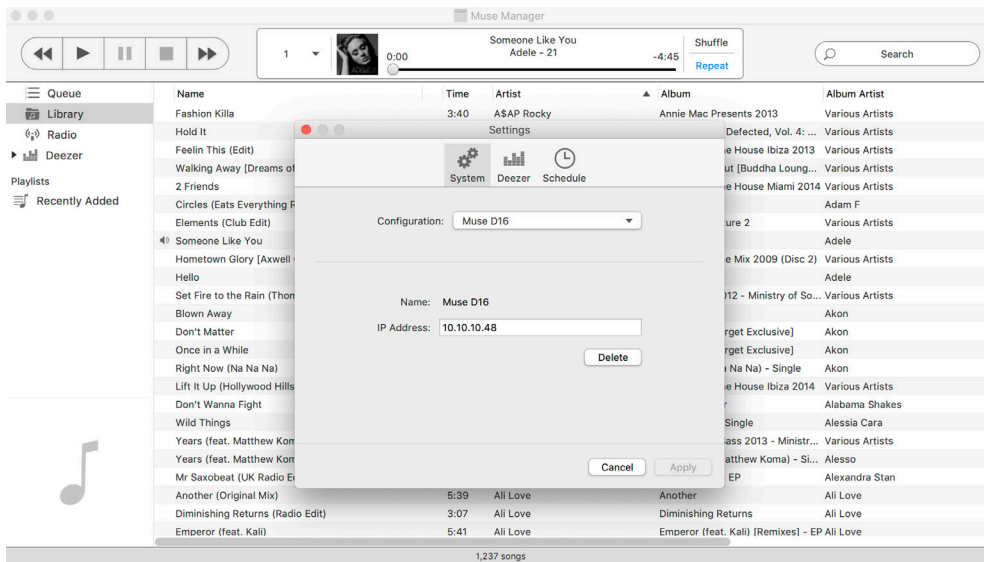 Muse Manager
1
ADELE 21
0:00
Someone Like You
Adele - 21
-4:45
Shuffle
Repeat
Search
Queue
Library
Radio
Deezer
Playlists
Recently Added
Name Time Artist Album Album Artist
Fashion Killa 3:40 A$AP Rocky Annie Mac Presents 2013 Various Artists
Hold It Defected, Vol. 4: ... Various Artists
Feelin This (Edit) e House Ibiza 2013 Various Artists
Walking Away [Dreams of ut [Buddha Loung... Various Artists
2 Friends e House Miami 2014 Various Artists
Circles (Eats Everything R Adam F
Elements (Club Edit) ure 2 Various Artists
Someone Like You Adele
Hometown Glory [Axwell e Mix 2009 (Disc 2) Various Artists
Hello Adele
Set Fire to the Rain (Thom 012 - Ministry of So... Various Artists
Blown Away Akon
Don't Matter rget Exclusive] Akon
Once in a While rget Exclusive] Akon
Right Now (Na Na Na) a Na Na) - Single Akon
Lift It Up (Hollywood Hills e House Ibiza 2014 Various Artists
Don't Wanna Fight r Alabama Shakes
Wild Things Single Alessia Cara
Years (feat. Matthew Kom ass 2013 - Ministr... Various Artists
Years (feat. Matthew Kom atthew Koma) - Si... Alesso
Mr Saxobeat (UK Radio E EP Alexandra Stan
Another (Original Mix) 5:39 Ali Love Another Ali Love
Diminishing Returns (Radio Edit) 3:07 Ali Love Diminishing Returns Ali Love
Emperor (feat. Kali) 5:41 Ali Love Emperor (feat. Kali) [Remixes] - EP Ali Love
1,237 songs
Settings
System Deezer Schedule
Configuration: Muse D16
Name: Muse D16
IP Address: 10.10.10.48
Delete
Cancel Apply